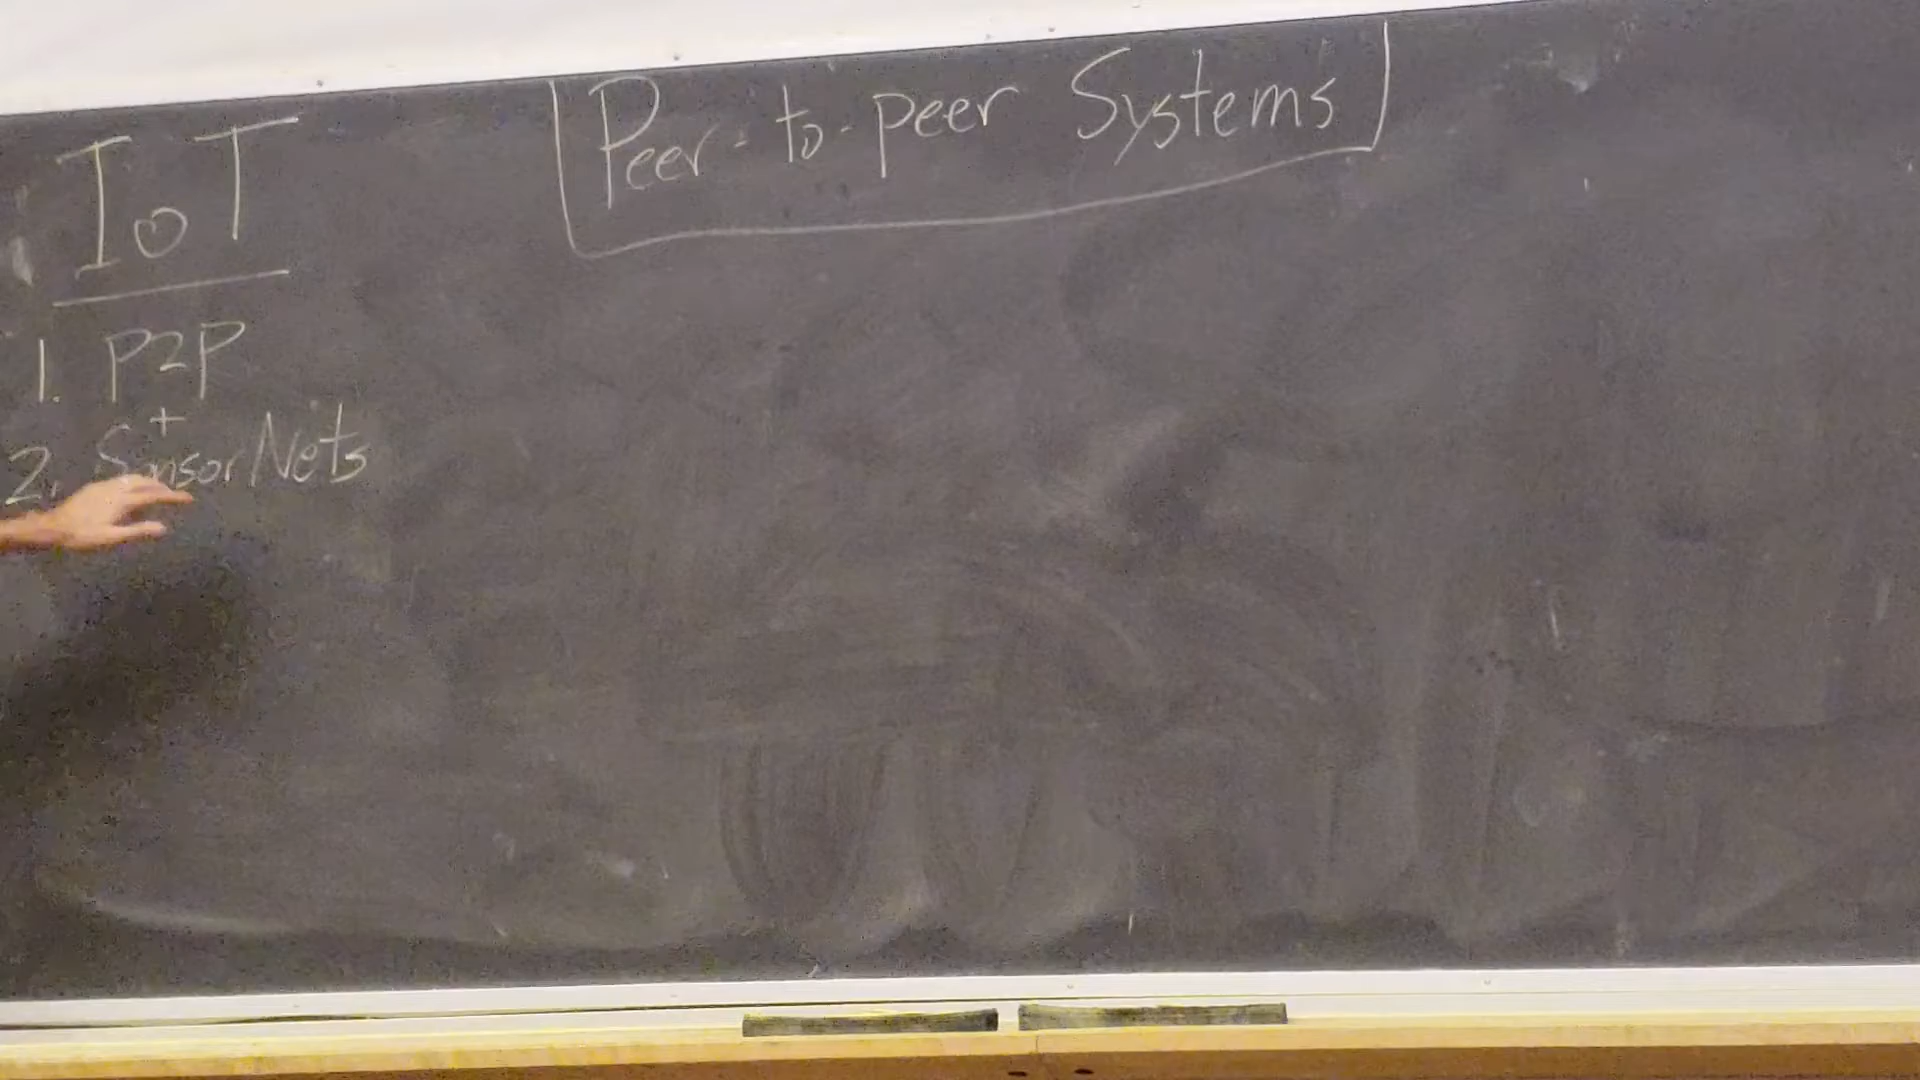 Peer-to-peer Systems
IoT
1. P2P
+
2. Sensor Nets